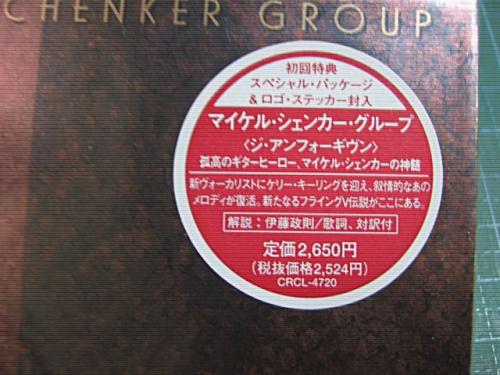 CHENKER GROUP
初回特典
スペシャル・パッケージ
& ロゴ・ステッカー封入
マイケル・シェンカー・グループ
〈ジ・アンフォーギヴン〉
孤高のギターヒーロー、マイケル・シェンカーの神髄
新ヴォーカリストにケリー・キーリングを迎え、叙情的なあの
メロディが復活。新たなるフライングV伝説がここにある。
解説：伊藤政則/歌詞、対訳付
定価2,650円
(税抜価格2,524円)
CRCL-4720